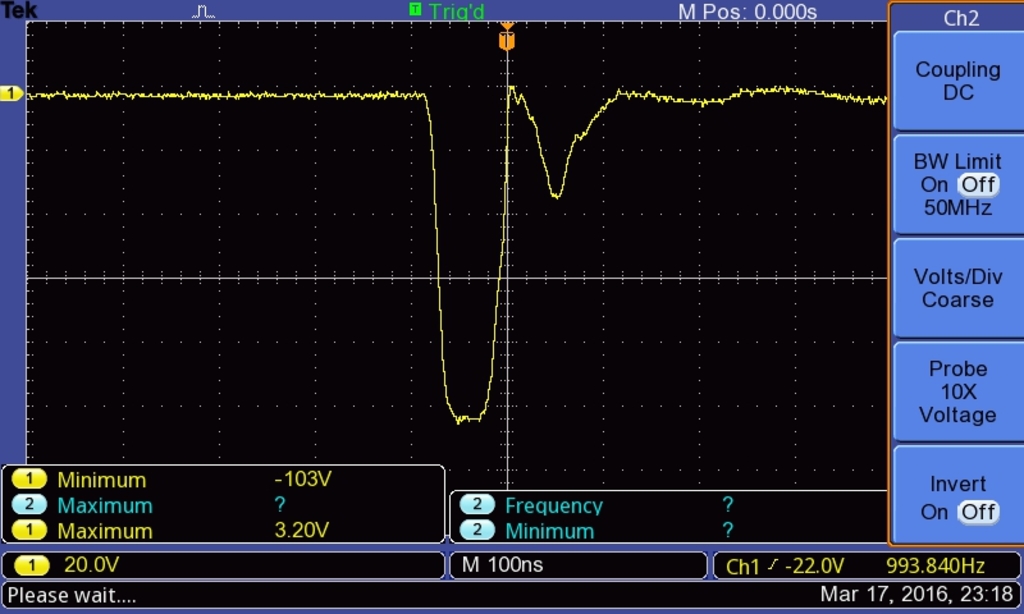 Tek
T Trig'd
M Pos: 0.000s
T
1
Ch2
Coupling
DC
BW Limit
On Off
50MHz
Volts/Div
Coarse
Probe
10X
Voltage
Invert
On Off
1 Minimum -103V
2 Maximum ?
1 Maximum 3.20V
2 Frequency ?
2 Minimum ?
1 20.0V
M 100ns
Ch1 -22.0V 993.840Hz
Please wait....
Mar 17, 2016, 23:18